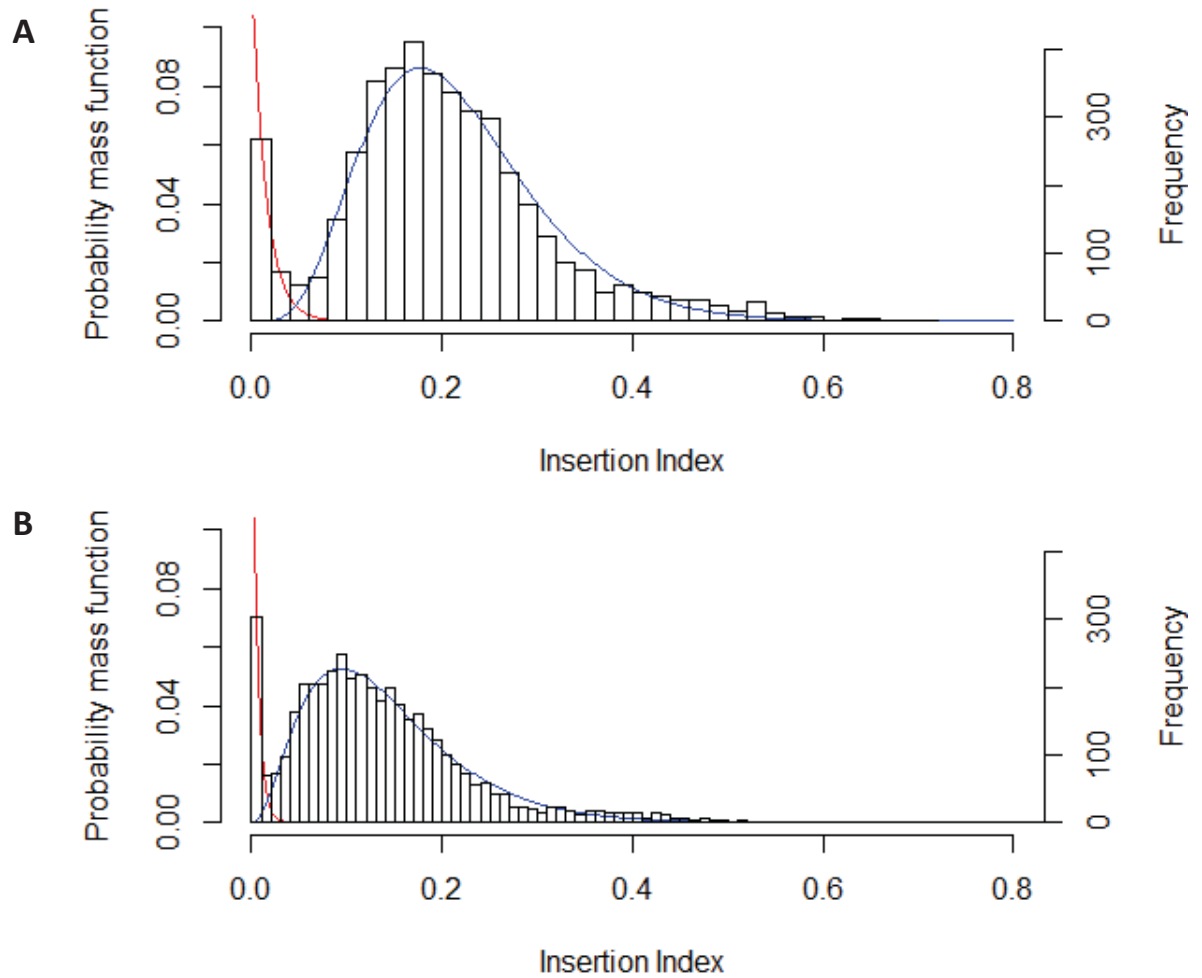 A
Probability mass function
0.00 0.04 0.08
0 100 300
Frequency
0.0 0.2 0.4 0.6 0.8
Insertion Index
B
Probability mass function
0.00 0.04 0.08
0 100 300
Frequency
0.0 0.2 0.4 0.6 0.8
Insertion Index